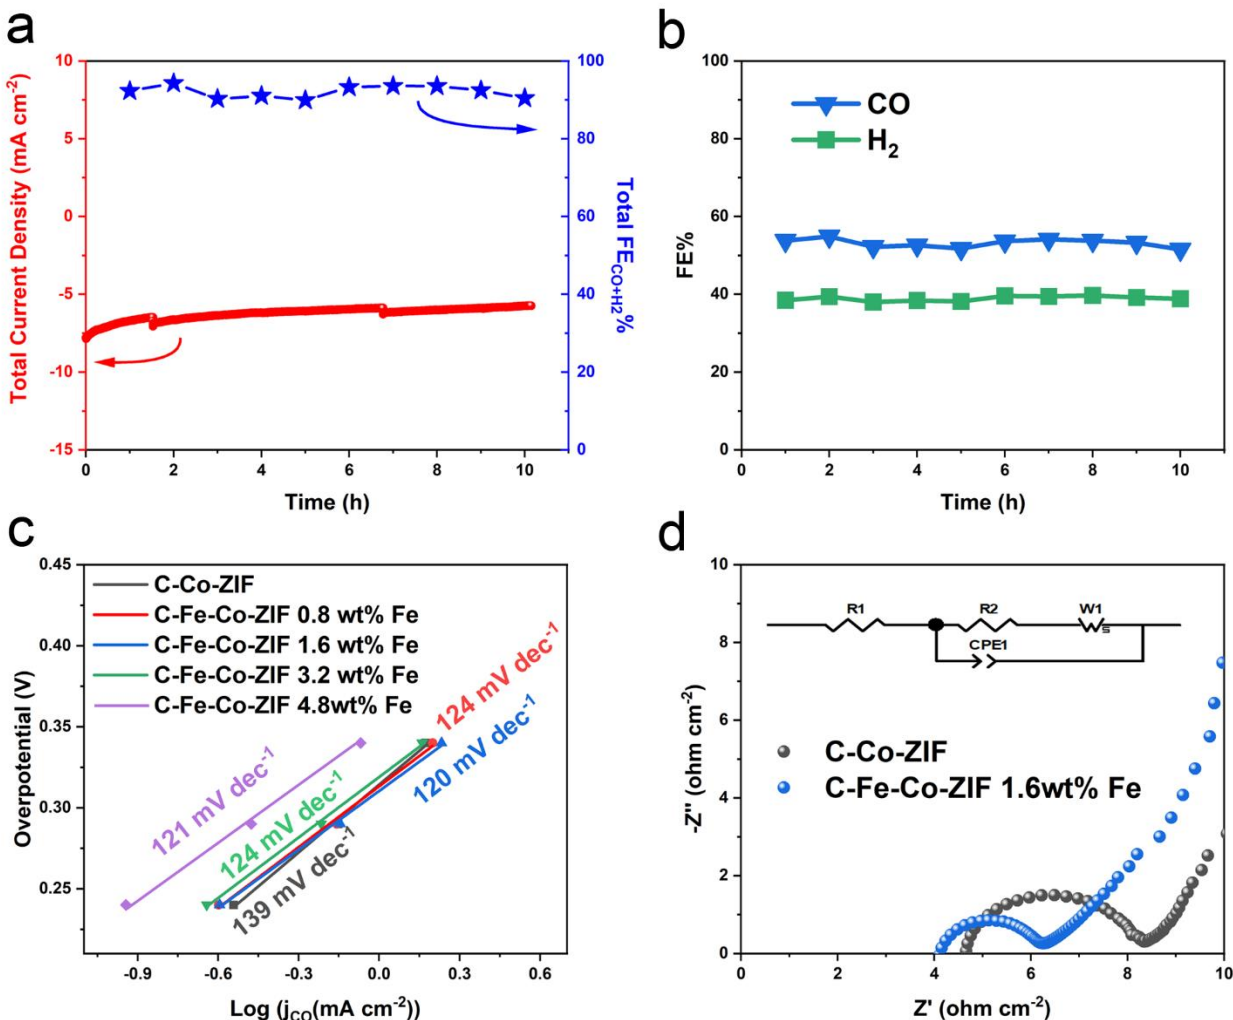 a
Total Current Density (mA cm⁻²)
10
5
0
-5
-10
-15
100
80
60
40
20
0
Total FE_CO+H2%
0 2 4 6 8 10
Time (h)
b
FE%
100
80
60
40
20
0
CO
H₂
0 2 4 6 8 10
Time (h)
c
Overpotential (V)
0.45
0.40
0.35
0.30
0.25
C-Co-ZIF
C-Fe-Co-ZIF 0.8 wt% Fe
C-Fe-Co-ZIF 1.6 wt% Fe
C-Fe-Co-ZIF 3.2 wt% Fe
C-Fe-Co-ZIF 4.8wt% Fe
124 mV dec⁻¹
120 mV dec⁻¹
121 mV dec⁻¹
124 mV dec⁻¹
139 mV dec⁻¹
-0.9 -0.6 -0.3 0.0 0.3 0.6
Log (j_CO(mA cm⁻²))
d
-Z'' (ohm cm⁻²)
10
8
6
4
2
0
R1 R2 W1
s
CPE1
C-Co-ZIF
C-Fe-Co-ZIF 1.6wt% Fe
0 2 4 6 8 10
Z' (ohm cm⁻²)